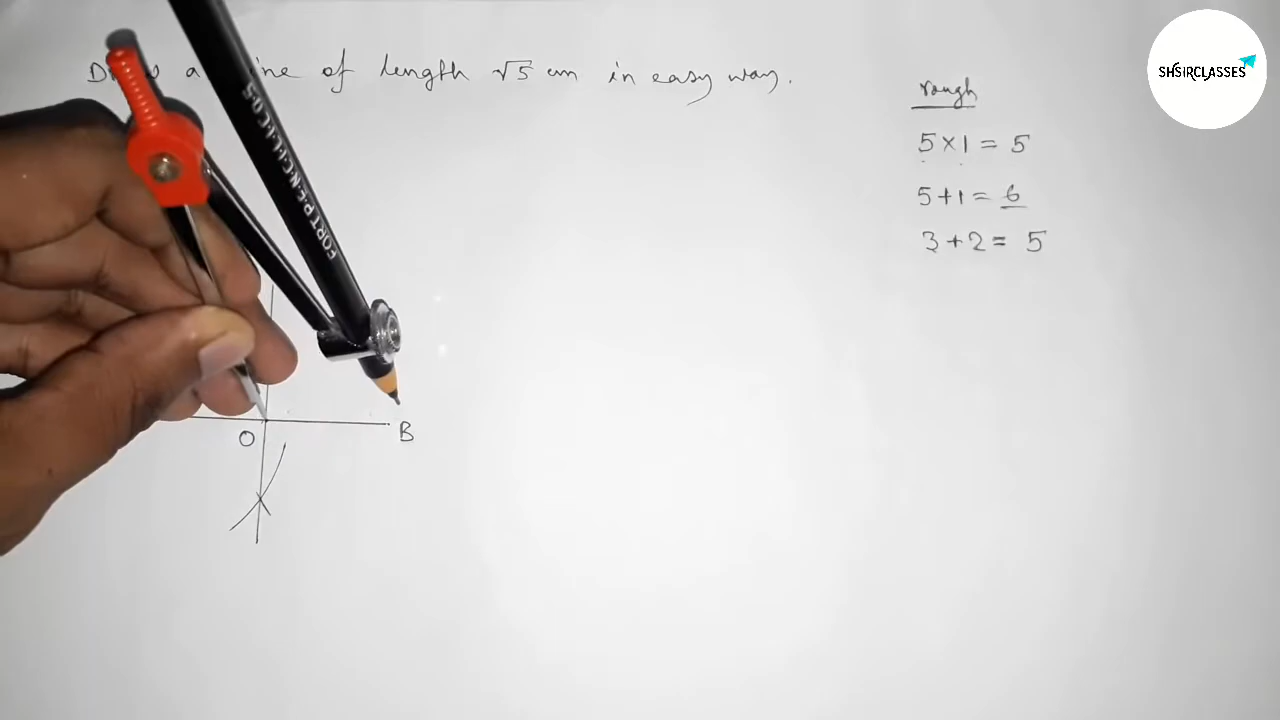 a line of length √5 cm in easy way.
rough
5×1=5
5+1=6
3+2=5
SHSIRCLASSES
FORTPENCILICO5
O
B